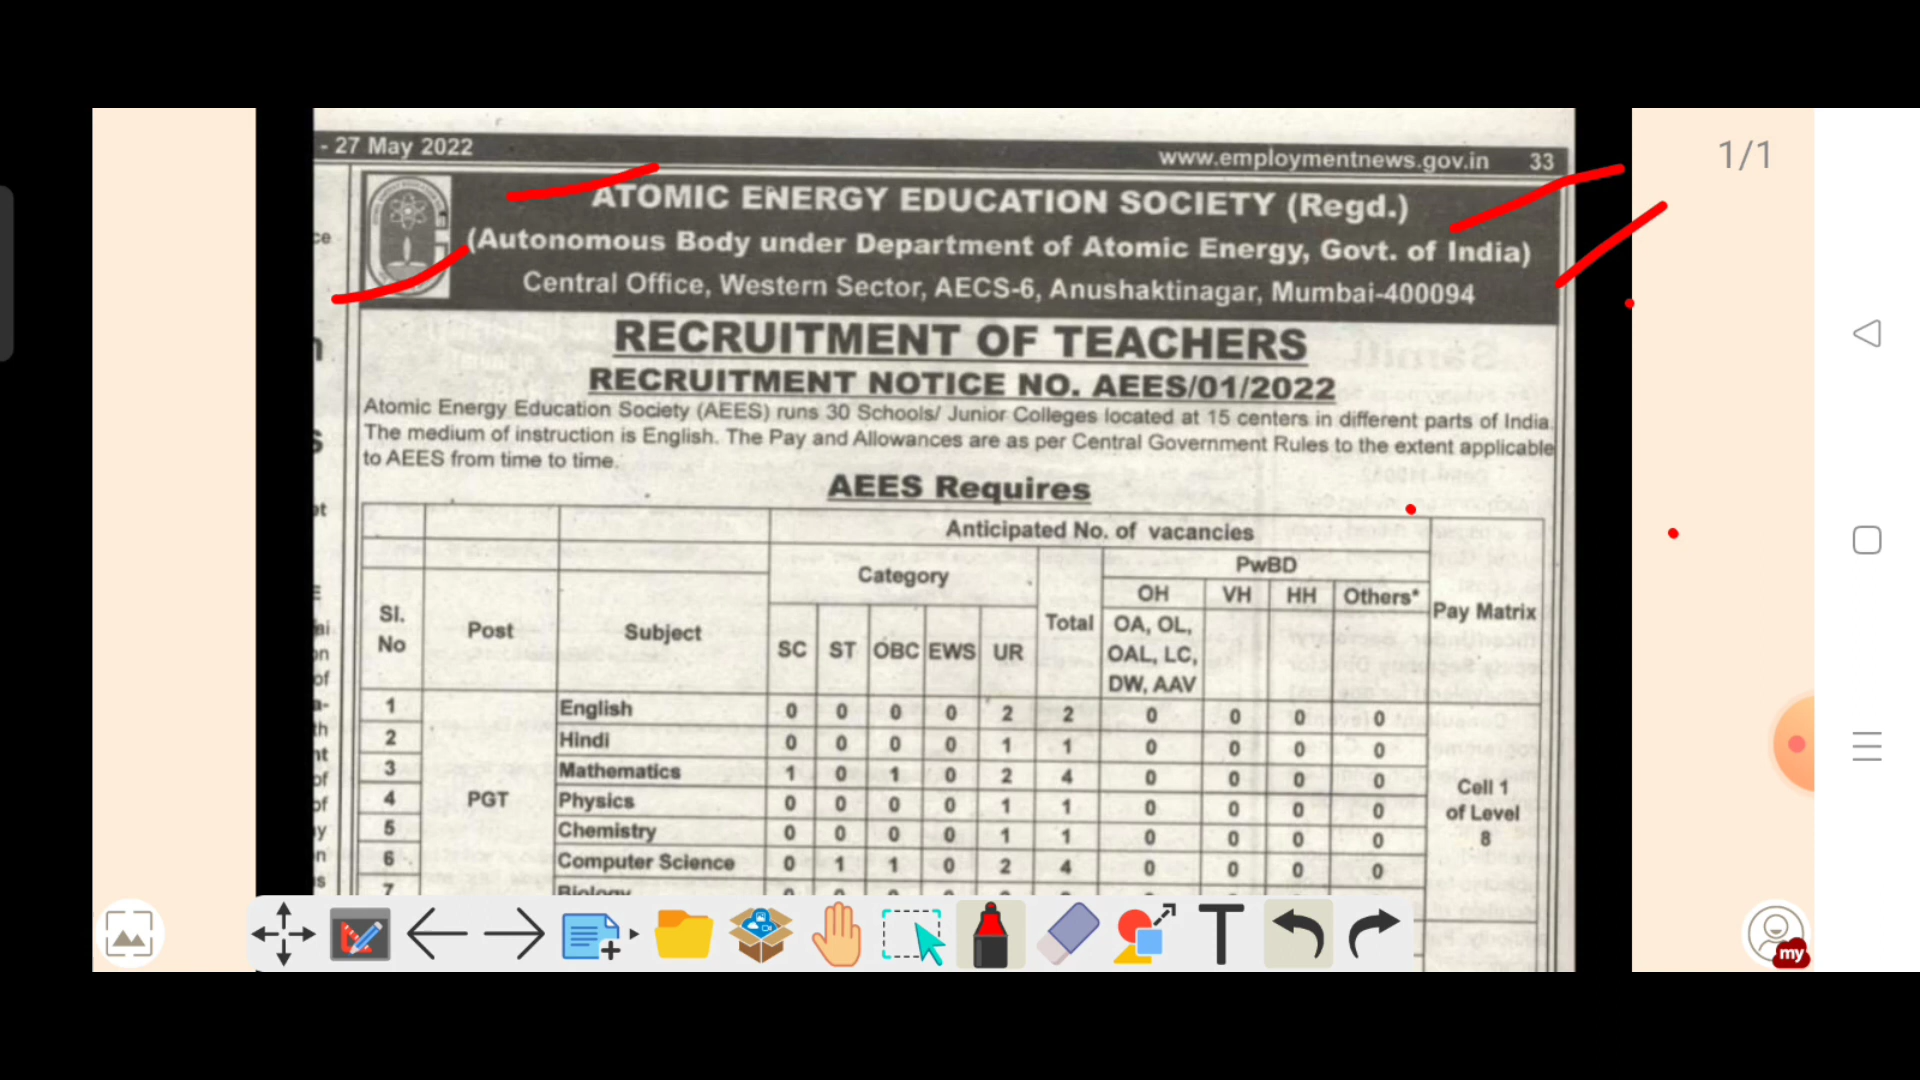 1/1
- 27 May 2022 www.employmentnews.gov.in 33
ATOMIC ENERGY EDUCATION SOCIETY (Regd.)
(Autonomous Body under Department of Atomic Energy, Govt. of India)
Central Office, Western Sector, AECS-6, Anushaktinagar, Mumbai-400094
RECRUITMENT OF TEACHERS
RECRUITMENT NOTICE NO. AEES/01/2022
Atomic Energy Education Society (AEES) runs 30 Schools/ Junior Colleges located at 15 centers in different parts of India.
The medium of instruction is English. The Pay and Allowances are as per Central Government Rules to the extent applicable
to AEES from time to time.
AEES Requires
Anticipated No. of vacancies
Category PwBD
OH VH HH Others* Pay Matrix
Sl. No Post Subject SC ST OBC EWS UR Total OA, OL,
OAL, LC,
DW, AAV
1 English 0 0 0 0 2 2 0 0 0 0
2 Hindi 0 0 0 0 1 1 0 0 0 0
3 Mathematics 1 0 1 0 2 4 0 0 0 0
4 PGT Physics 0 0 0 0 1 1 0 0 0 0
5 Chemistry 0 0 0 0 1 1 0 0 0 0
6 Computer Science 0 1 1 0 2 4 0 0 0 0
7 Biology
Cell 1
of Level
8
T
my